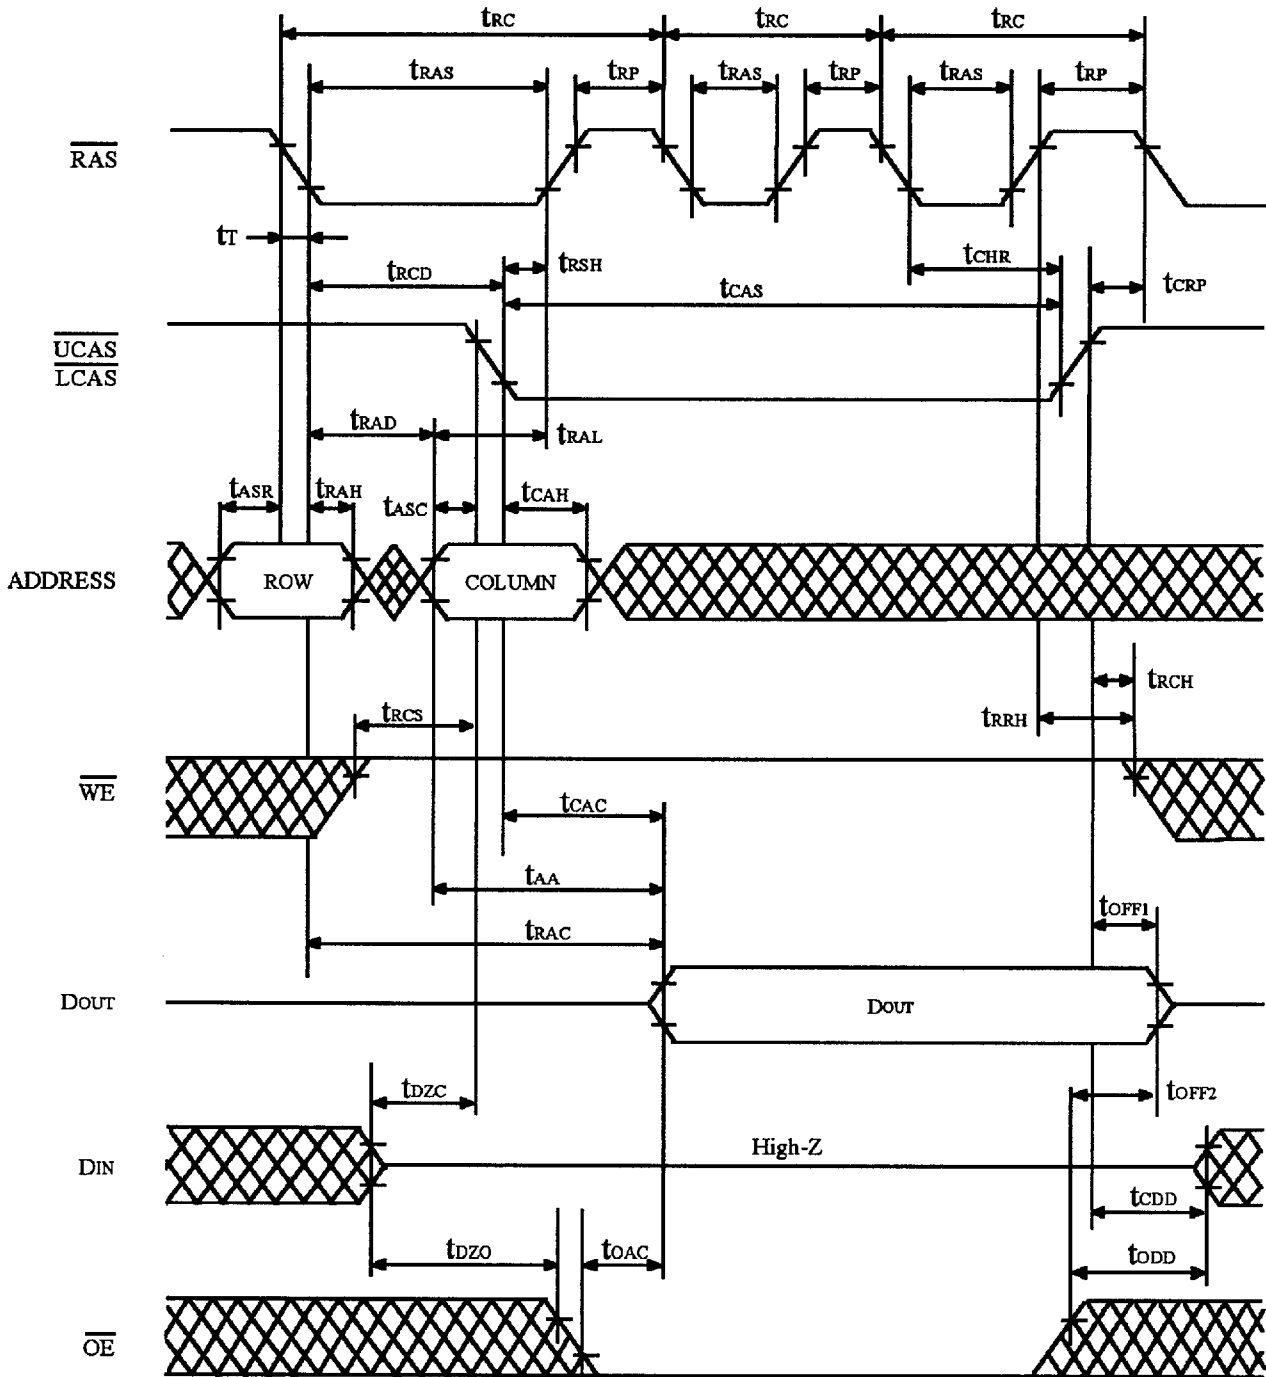 tRC tRC tRC
tRAS tRP tRAS tRP tRAS tRP
RAS
tT
tRCD tRSH tCHR
tCAS tCRP
UCAS
LCAS
tRAD tRAL
tASR tRAH tASC tCAH
ADDRESS ROW COLUMN
tRCH
tRCS tRRH
WE
tCAC
tAA
tOFF1
tRAC
DOUT DOUT
tDZC tOFF2
High-Z
DIN
tCDD
tDZO tOAC tODD
OE